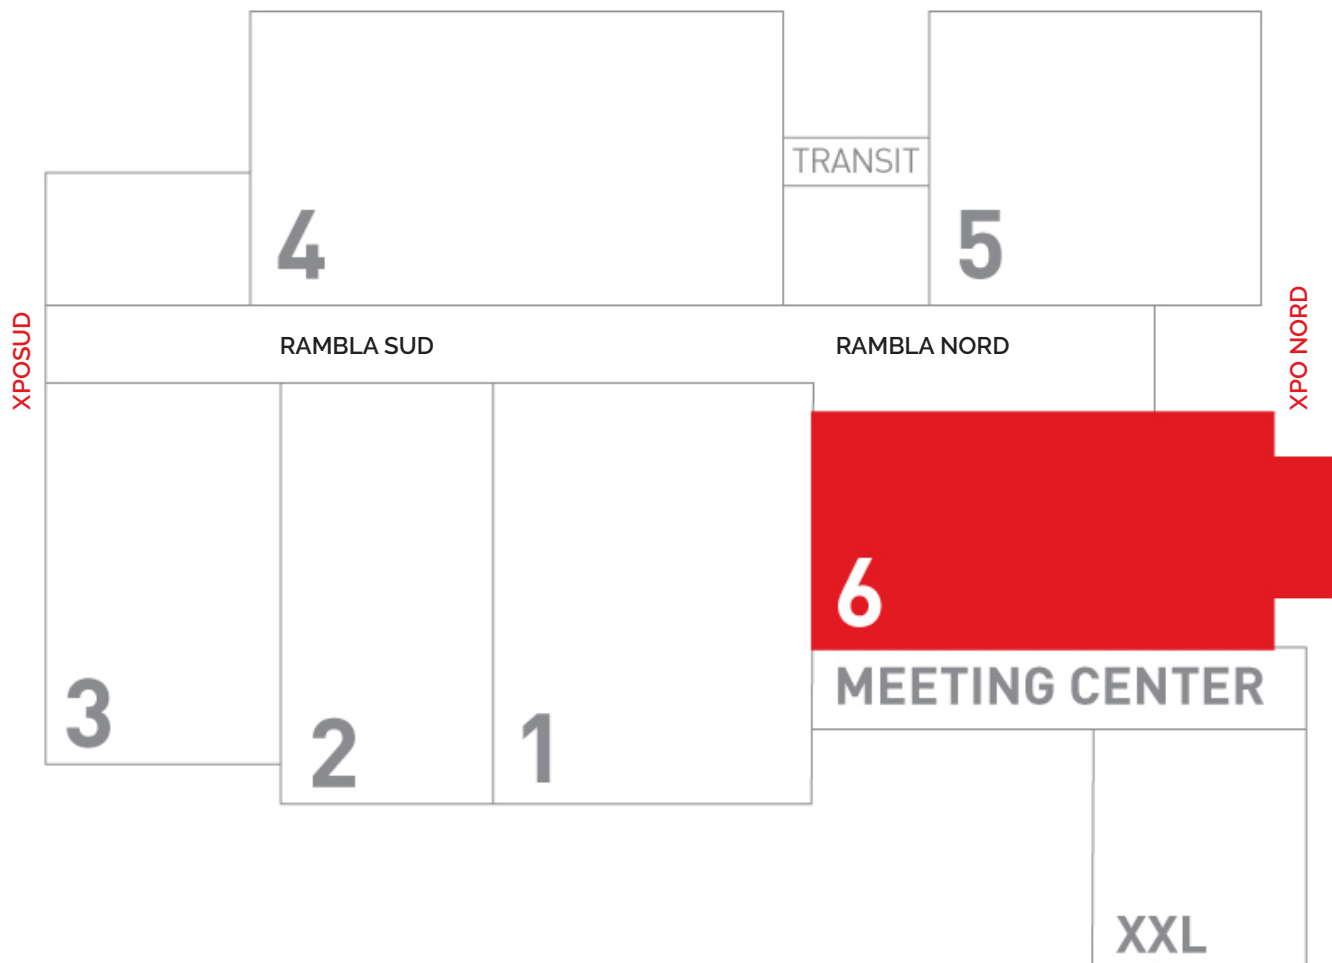 TRANSIT
4
5
XPOSUD
RAMBLA SUD
RAMBLA NORD
XPO NORD
6
MEETING CENTER
3
2
1
XXL